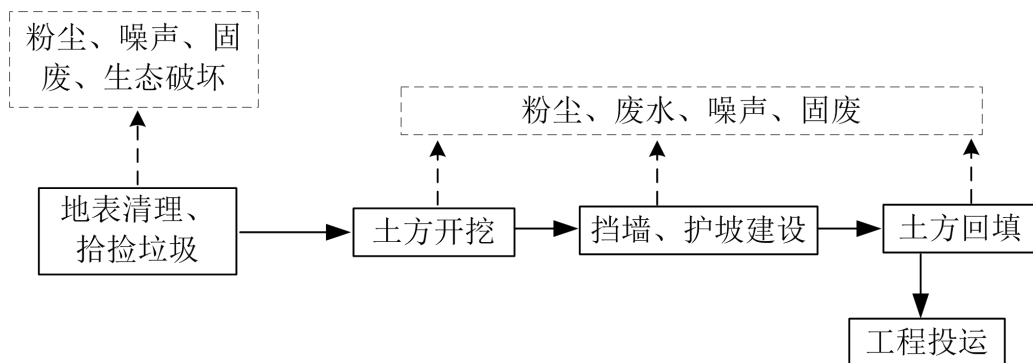 粉尘、噪声、固
废、生态破坏
粉尘、废水、噪声、固废
地表清理、
拾捡垃圾
土方开挖
挡墙、护坡建设
土方回填
工程投运